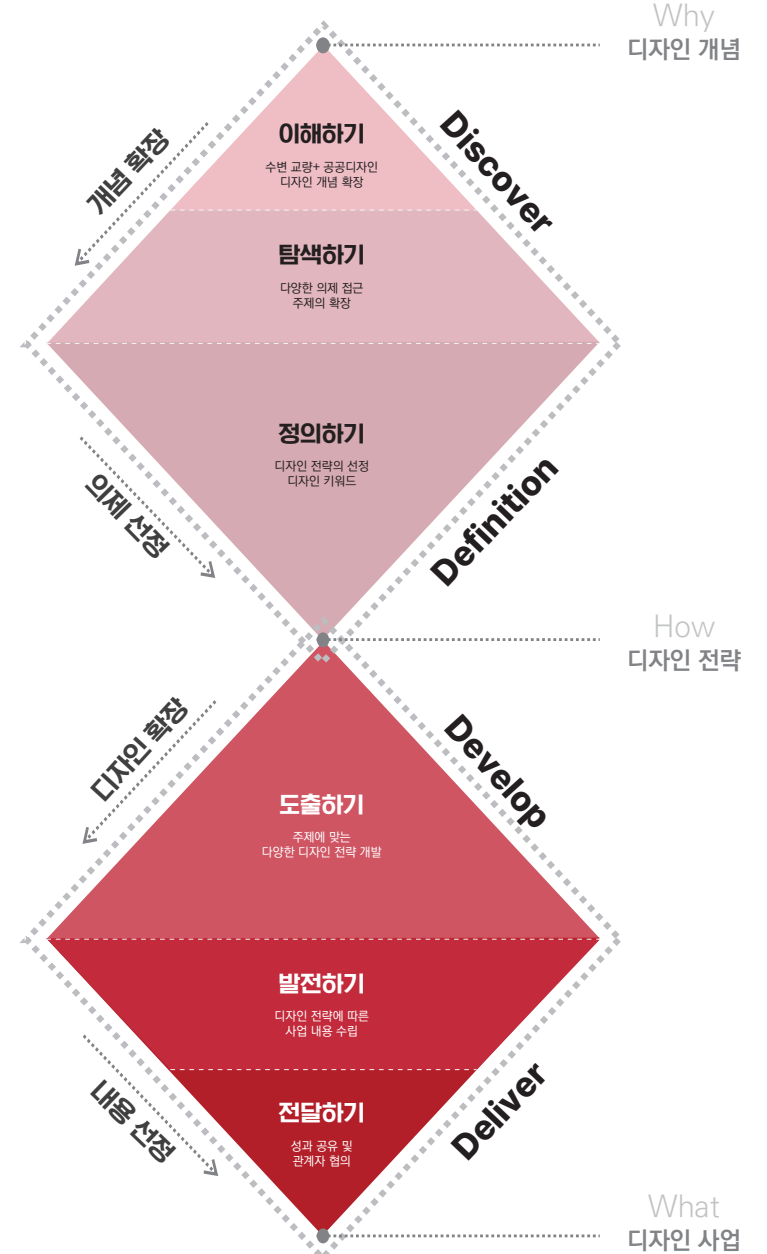 Why
디자인 개념
개념 확장
Discover
이해하기
수변 교량+ 공공디자인
디자인 개념 확장
탐색하기
다양한 의제 접근
주제의 확장
정의하기
디자인 전략의 선정
디자인 키워드
의제 선정
Definition
How
디자인 전략
디자인 확장
Develop
도출하기
주제에 맞는
다양한 디자인 전략 개발
발전하기
디자인 전략에 따른
사업 내용 수립
내용 선정
Deliver
전달하기
성과 공유 및
관계자 협의
What
디자인 사업